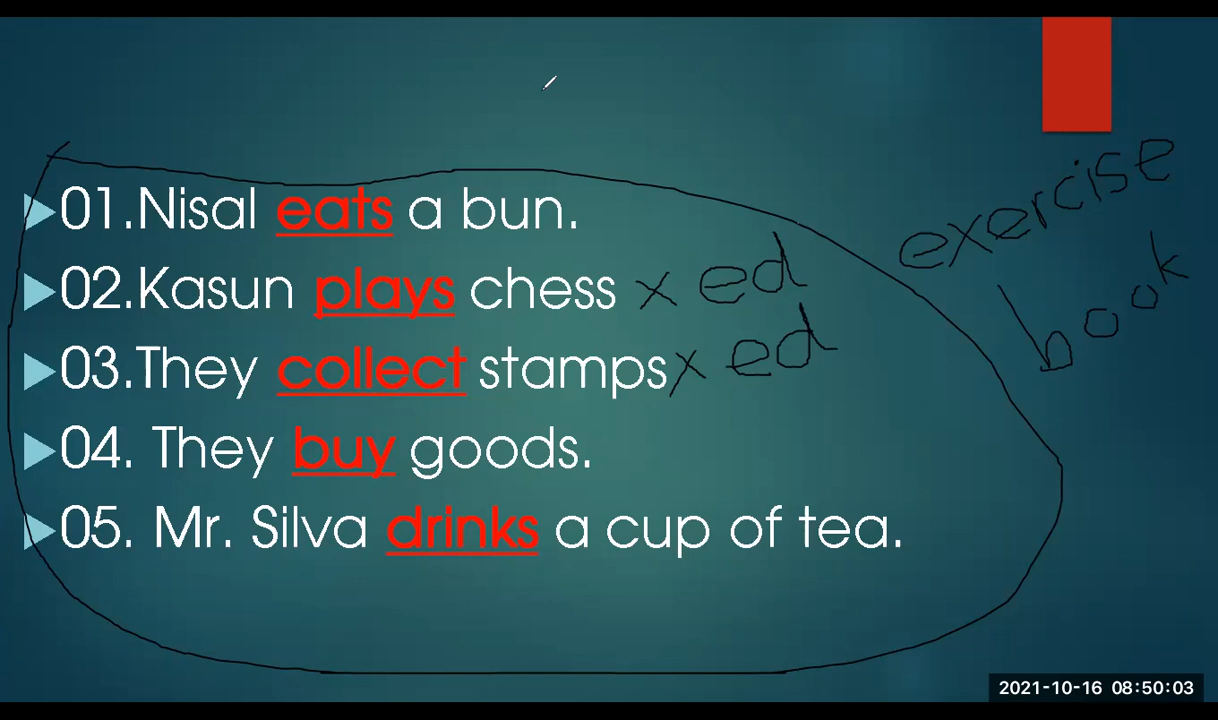 01.Nisal eats a bun.
02.Kasun plays chess x ed
03.They collect stamps x ed
04. They buy goods.
05. Mr. Silva drinks a cup of tea.
exercise
book
2021-10-16 08:50:03